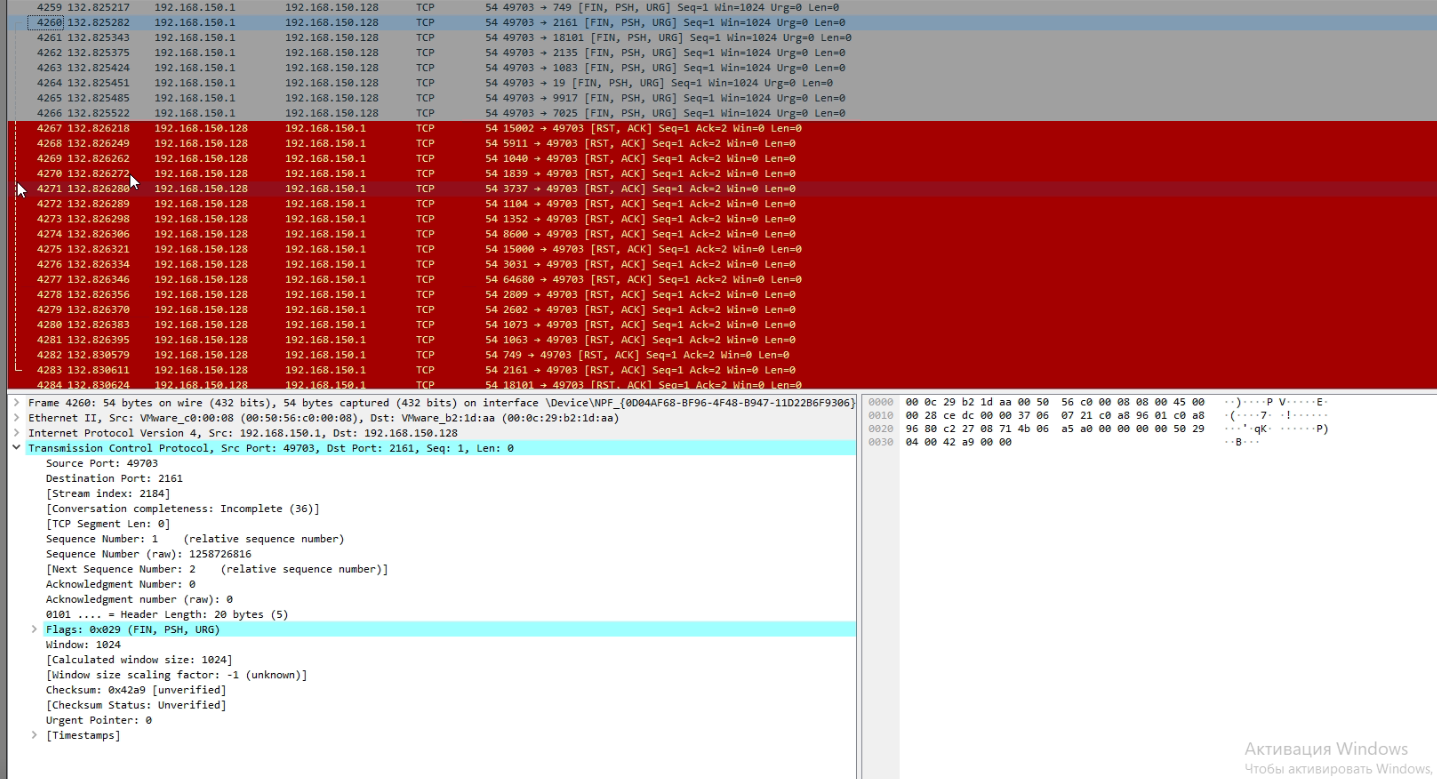 4259 132.825217 192.168.150.1 192.168.150.128 TCP 54 49703 → 749 [FIN, PSH, URG] Seq=1 Win=1024 Urg=0 Len=0
4260 132.825282 192.168.150.1 192.168.150.128 TCP 54 49703 → 2161 [FIN, PSH, URG] Seq=1 Win=1024 Urg=0 Len=0
4261 132.825343 192.168.150.1 192.168.150.128 TCP 54 49703 → 18101 [FIN, PSH, URG] Seq=1 Win=1024 Urg=0 Len=0
4262 132.825375 192.168.150.1 192.168.150.128 TCP 54 49703 → 2135 [FIN, PSH, URG] Seq=1 Win=1024 Urg=0 Len=0
4263 132.825424 192.168.150.1 192.168.150.128 TCP 54 49703 → 1083 [FIN, PSH, URG] Seq=1 Win=1024 Urg=0 Len=0
4264 132.825451 192.168.150.1 192.168.150.128 TCP 54 49703 → 19 [FIN, PSH, URG] Seq=1 Win=1024 Urg=0 Len=0
4265 132.825485 192.168.150.1 192.168.150.128 TCP 54 49703 → 9917 [FIN, PSH, URG] Seq=1 Win=1024 Urg=0 Len=0
4266 132.825522 192.168.150.1 192.168.150.128 TCP 54 49703 → 7025 [FIN, PSH, URG] Seq=1 Win=1024 Urg=0 Len=0
4267 132.826218 192.168.150.128 192.168.150.1 TCP 54 15002 → 49703 [RST, ACK] Seq=1 Ack=2 Win=0 Len=0
4268 132.826249 192.168.150.128 192.168.150.1 TCP 54 5911 → 49703 [RST, ACK] Seq=1 Ack=2 Win=0 Len=0
4269 132.826262 192.168.150.128 192.168.150.1 TCP 54 1040 → 49703 [RST, ACK] Seq=1 Ack=2 Win=0 Len=0
4270 132.826272 192.168.150.128 192.168.150.1 TCP 54 1839 → 49703 [RST, ACK] Seq=1 Ack=2 Win=0 Len=0
4271 132.826280 192.168.150.128 192.168.150.1 TCP 54 3737 → 49703 [RST, ACK] Seq=1 Ack=2 Win=0 Len=0
4272 132.826289 192.168.150.128 192.168.150.1 TCP 54 1104 → 49703 [RST, ACK] Seq=1 Ack=2 Win=0 Len=0
4273 132.826298 192.168.150.128 192.168.150.1 TCP 54 1352 → 49703 [RST, ACK] Seq=1 Ack=2 Win=0 Len=0
4274 132.826306 192.168.150.128 192.168.150.1 TCP 54 8600 → 49703 [RST, ACK] Seq=1 Ack=2 Win=0 Len=0
4275 132.826321 192.168.150.128 192.168.150.1 TCP 54 15000 → 49703 [RST, ACK] Seq=1 Ack=2 Win=0 Len=0
4276 132.826334 192.168.150.128 192.168.150.1 TCP 54 3031 → 49703 [RST, ACK] Seq=1 Ack=2 Win=0 Len=0
4277 132.826346 192.168.150.128 192.168.150.1 TCP 54 64680 → 49703 [RST, ACK] Seq=1 Ack=2 Win=0 Len=0
4278 132.826356 192.168.150.128 192.168.150.1 TCP 54 2809 → 49703 [RST, ACK] Seq=1 Ack=2 Win=0 Len=0
4279 132.826370 192.168.150.128 192.168.150.1 TCP 54 2602 → 49703 [RST, ACK] Seq=1 Ack=2 Win=0 Len=0
4280 132.826383 192.168.150.128 192.168.150.1 TCP 54 1073 → 49703 [RST, ACK] Seq=1 Ack=2 Win=0 Len=0
4281 132.826395 192.168.150.128 192.168.150.1 TCP 54 1063 → 49703 [RST, ACK] Seq=1 Ack=2 Win=0 Len=0
4282 132.830579 192.168.150.128 192.168.150.1 TCP 54 749 → 49703 [RST, ACK] Seq=1 Ack=2 Win=0 Len=0
4283 132.830611 192.168.150.128 192.168.150.1 TCP 54 2161 → 49703 [RST, ACK] Seq=1 Ack=2 Win=0 Len=0
4284 132.830624 192.168.150.128 192.168.150.1 TCP 54 18101 → 49703 [RST, ACK] Seq=1 Ack=2 Win=0 Len=0
Frame 4260: 54 bytes on wire (432 bits), 54 bytes captured (432 bits) on interface \Device\NPF_{0D04AF68-BF96-4F48-B947-11D22B6F9306}
Ethernet II, Src: VMware_c0:00:08 (00:50:56:c0:00:08), Dst: VMware_b2:1d:aa (00:0c:29:b2:1d:aa)
Internet Protocol Version 4, Src: 192.168.150.1, Dst: 192.168.150.128
Transmission Control Protocol, Src Port: 49703, Dst Port: 2161, Seq: 1, Len: 0
Source Port: 49703
Destination Port: 2161
[Stream index: 2184]
[Conversation completeness: Incomplete (36)]
[TCP Segment Len: 0]
Sequence Number: 1 (relative sequence number)
Sequence Number (raw): 1258726816
[Next Sequence Number: 2 (relative sequence number)]
Acknowledgment Number: 0
Acknowledgment number (raw): 0
0101 .... = Header Length: 20 bytes (5)
Flags: 0x029 (FIN, PSH, URG)
Window: 1024
[Calculated window size: 1024]
[Window size scaling factor: -1 (unknown)]
Checksum: 0x42a9 [unverified]
[Checksum Status: Unverified]
Urgent Pointer: 0
[Timestamps]
0000 00 0c 29 b2 1d aa 00 50 56 c0 00 08 08 00 45 00 ··)····P V·····E·
0010 00 28 ce dc 00 00 37 06 07 21 c0 a8 96 01 c0 a8 ·(····7· ·!······
0020 96 80 c2 27 08 71 4b 06 a5 a0 00 00 00 00 50 29 ···'·qK· ······P)
0030 04 00 42 a9 00 00 ··B···
Активация Windows
Чтобы активировать Windows,